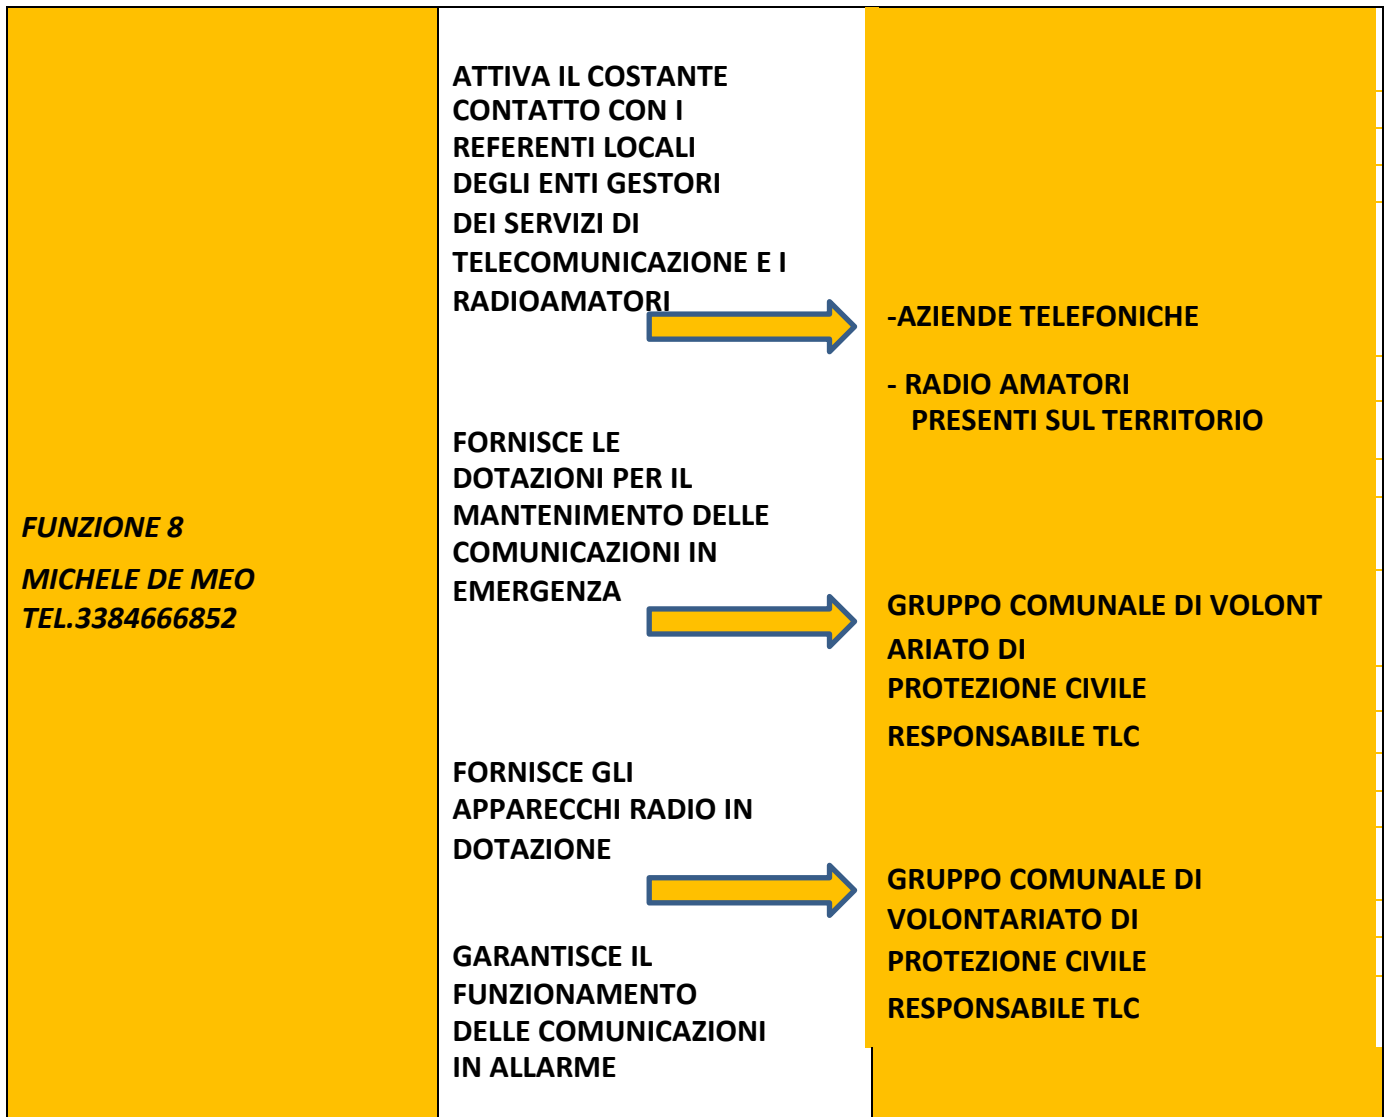 FUNZIONE 8
MICHELE DE MEO
TEL.3384666852
ATTIVA IL COSTANTE
CONTATTO CON I
REFERENTI LOCALI
DEGLI ENTI GESTORI
DEI SERVIZI DI
TELECOMUNICAZIONE E I
RADIOAMATORI
FORNISCE LE
DOTAZIONI PER IL
MANTENIMENTO DELLE
COMUNICAZIONI IN
EMERGENZA
FORNISCE GLI
APPARECCHI RADIO IN
DOTAZIONE
GARANTISCE IL
FUNZIONAMENTO
DELLE COMUNICAZIONI
IN ALLARME
-AZIENDE TELEFONICHE
- RADIO AMATORI
PRESENTI SUL TERRITORIO
GRUPPO COMUNALE DI VOLONT
ARIATO DI
PROTEZIONE CIVILE
RESPONSABILE TLC
GRUPPO COMUNALE DI
VOLONTARIATO DI
PROTEZIONE CIVILE
RESPONSABILE TLC